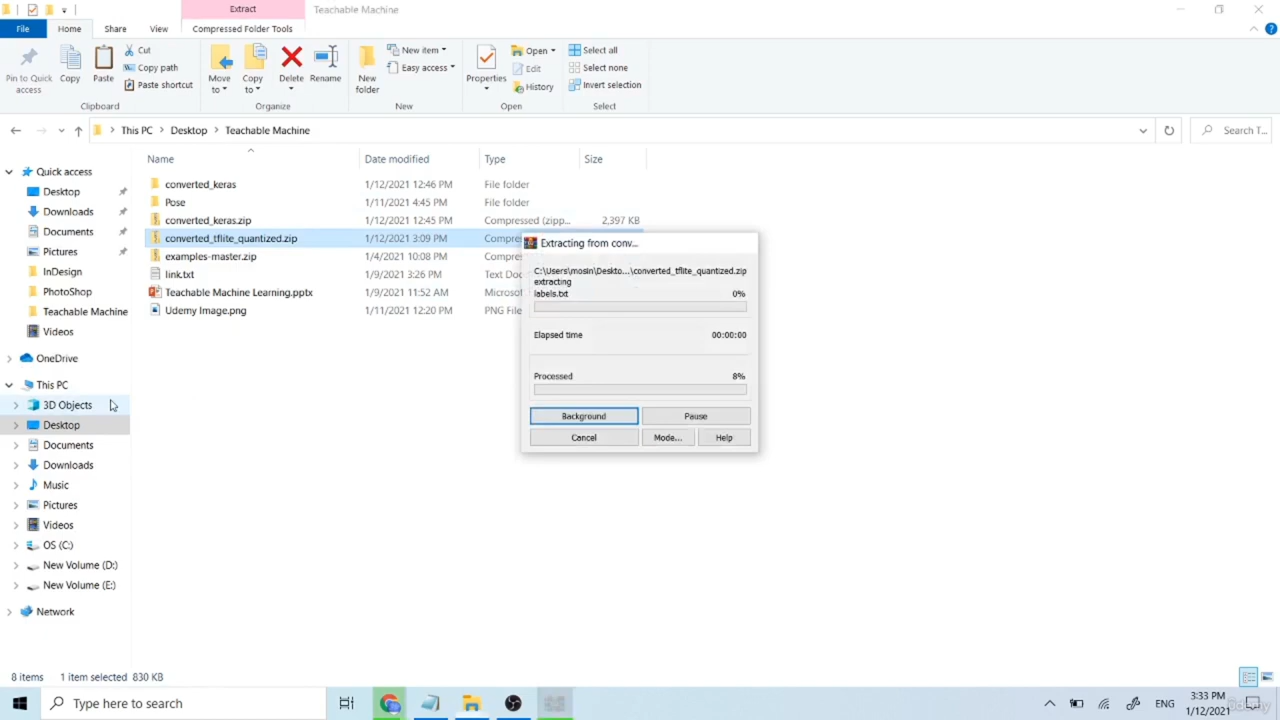 Extract
Teachable Machine
File
Home
Share
View
Compressed Folder Tools
Pin to Quick access
Copy
Paste
Cut
Copy path
Paste shortcut
Move to
Copy to
Delete
Rename
New folder
New item
Easy access
Properties
Open
Edit
History
Select all
Select none
Invert selection
Clipboard
Organize
New
Open
Select
This PC > Desktop > Teachable Machine
Search T...
Name
Date modified
Type
Size
converted_keras 1/12/2021 12:46 PM File folder
Pose 1/11/2021 4:45 PM File folder
converted_keras.zip 1/12/2021 12:45 PM Compressed (zipp... 2,397 KB
converted_tflite_quantized.zip 1/12/2021 3:09 PM Compre
examples-master.zip 1/4/2021 10:08 PM Compre
link.txt 1/9/2021 3:26 PM Text Doc
Teachable Machine Learning.pptx 1/9/2021 11:52 AM Microso
Udemy Image.png 1/11/2021 12:20 PM PNG File
Quick access
Desktop
Downloads
Documents
Pictures
InDesign
PhotoShop
Teachable Machine
Videos
OneDrive
This PC
3D Objects
Desktop
Documents
Downloads
Music
Pictures
Videos
OS (C:)
New Volume (D:)
New Volume (E:)
Network
Extracting from conv...
C:\Users\mosin\Deskto...\converted_tflite_quantized.zip
extracting
labels.txt 0%
Elapsed time 00:00:00
Processed 8%
Background
Pause
Cancel
Mode...
Help
8 items 1 item selected 830 KB
Type here to search
ENG
3:33 PM
1/12/2021
Udemy